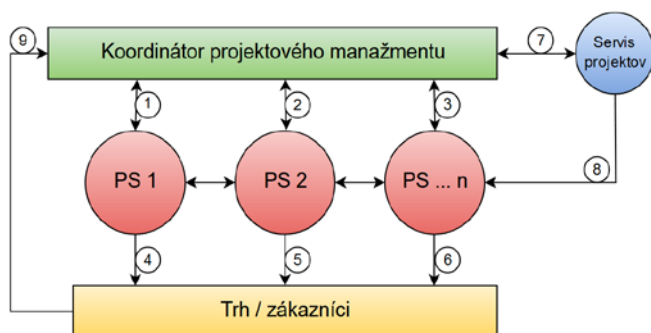 9
Koordinátor projektového manažmentu
7
Servis
projektov
1
2
3
PS 1
PS 2
PS ... n
8
4
5
6
Trh / zákazníci